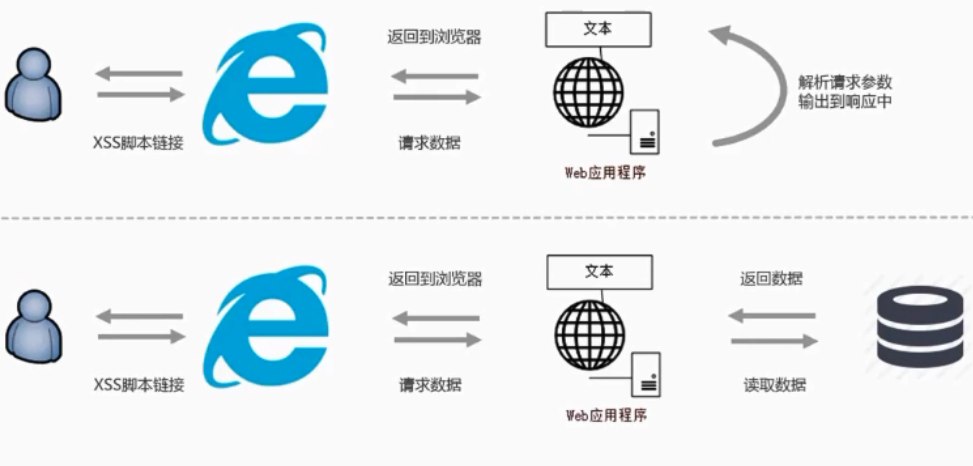 返回到浏览器
文本
解析请求参数
输出到响应中
XSS脚本链接
请求数据
Web应用程序
返回到浏览器
文本
返回数据
XSS脚本链接
请求数据
读取数据
Web应用程序